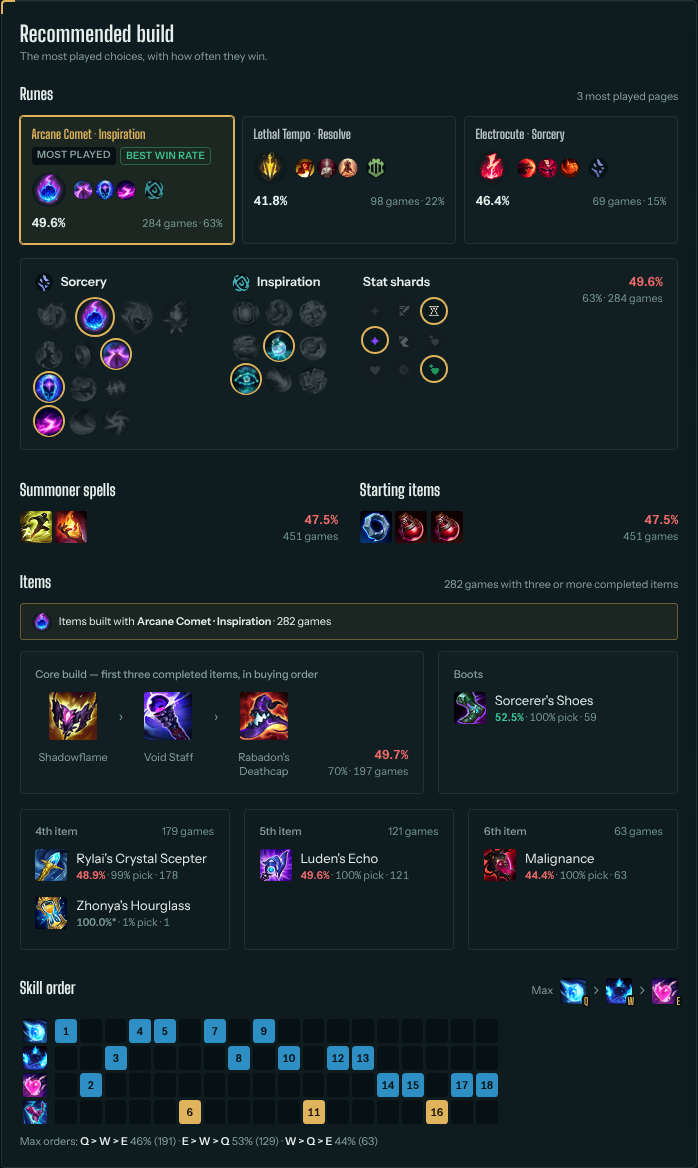 Recommended build
The most played choices, with how often they win.
Runes
3 most played pages
Arcane Comet · Inspiration
MOST PLAYED
BEST WIN RATE
49.6%
284 games · 63%
Lethal Tempo · Resolve
41.8%
98 games · 22%
Electrocute · Sorcery
46.4%
69 games · 15%
Sorcery
Inspiration
Stat shards
49.6%
63% · 284 games
Summoner spells
47.5%
451 games
Starting items
47.5%
451 games
Items
282 games with three or more completed items
Items built with Arcane Comet · Inspiration · 282 games
Core build — first three completed items, in buying order
Shadowflame
›
Void Staff
›
Rabadon's
Deathcap
49.7%
70% · 197 games
Boots
Sorcerer's Shoes
52.5% · 100% pick · 59
4th item
179 games
Rylai's Crystal Scepter
48.9% · 99% pick · 178
Zhonya's Hourglass
100.0%* · 1% pick · 1
5th item
121 games
Luden's Echo
49.6% · 100% pick · 121
6th item
63 games
Malignance
44.4% · 100% pick · 63
Skill order
Max Q › W › E
1 4 5 7 9
3 8 10 12 13
2 14 15 17 18
6 11 16
Max orders: Q > W > E 46% (191) · E > W > Q 53% (129) · W > Q > E 44% (63)